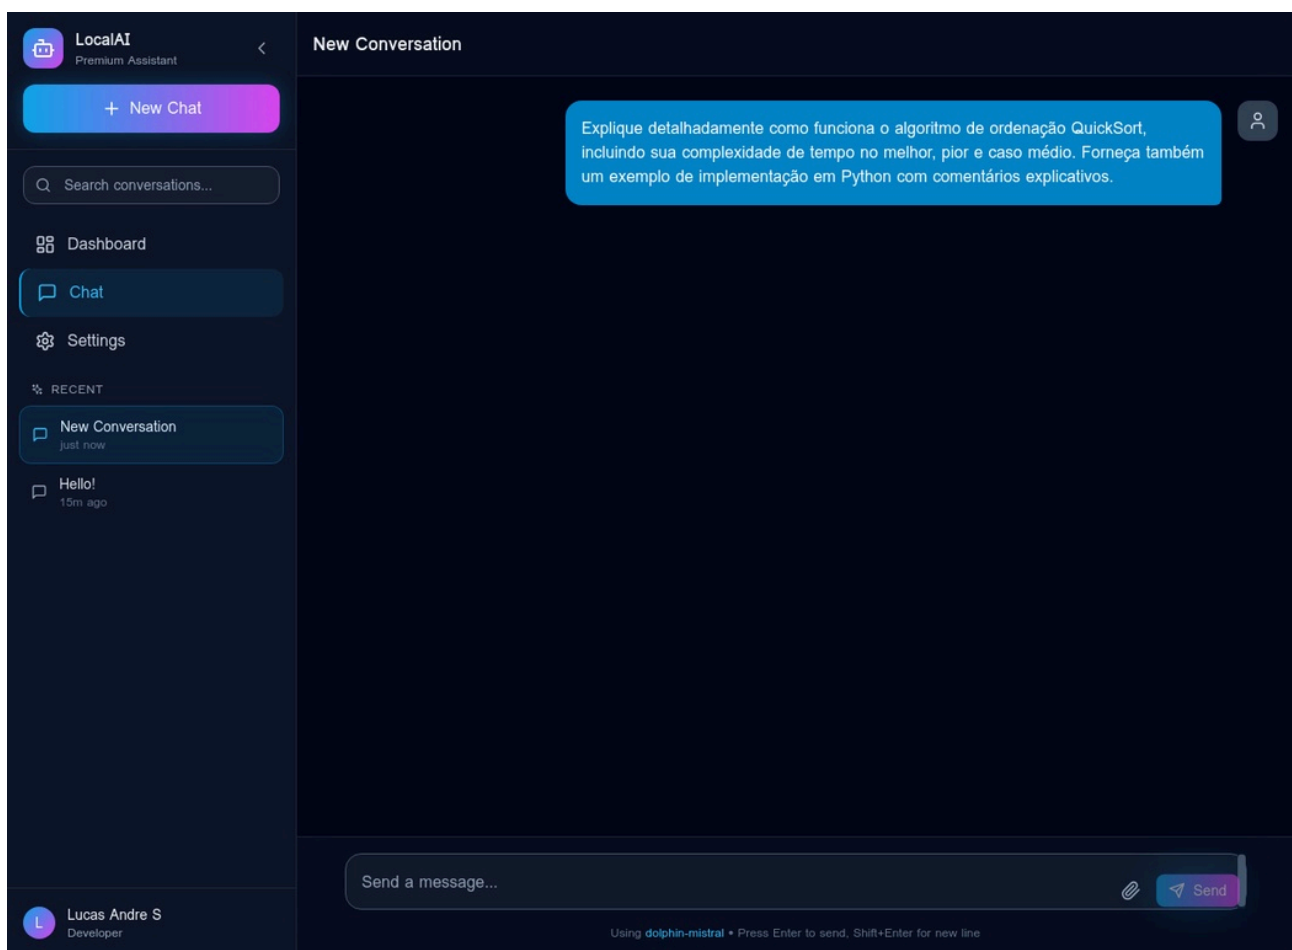 LocalAI
Premium Assistant
+ New Chat
Search conversations...
Dashboard
Chat
Settings
RECENT
New Conversation
just now
Hello!
15m ago
L
Lucas Andre S
Developer
New Conversation
Explique detalhadamente como funciona o algoritmo de ordenação QuickSort,
incluindo sua complexidade de tempo no melhor, pior e caso médio. Forneça também
um exemplo de implementação em Python com comentários explicativos.
Send a message...
Send
Using dolphin-mistral • Press Enter to send, Shift+Enter for new line